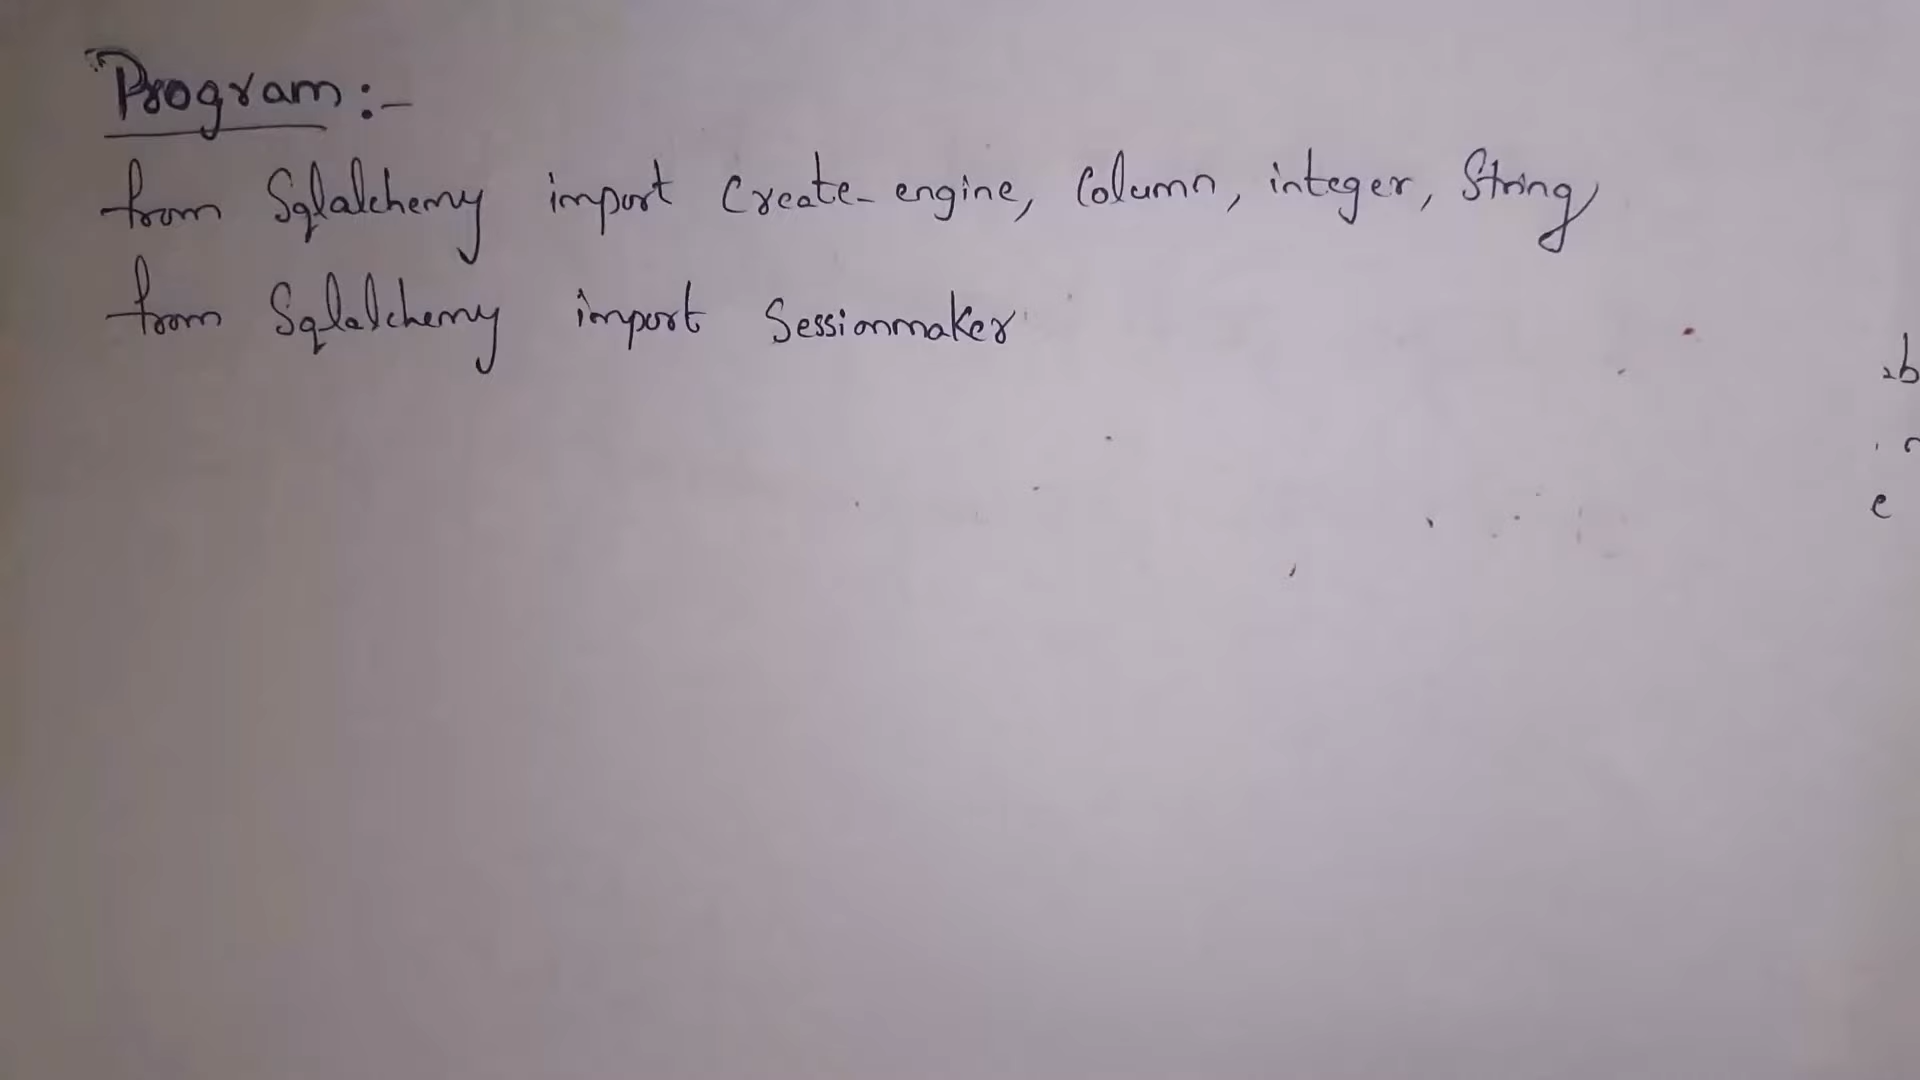 Program:-
from Sqlalchemy import Create-engine, Column, integer, String
from Sqlalchemy import Sessionmaker
b
e